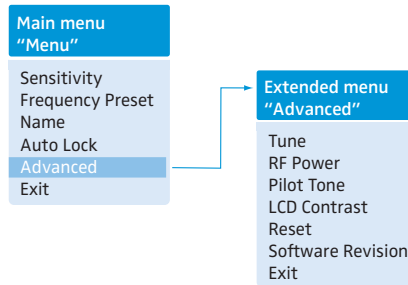 Main menu
“Menu”
Sensitivity
Frequency Preset
Name
Auto Lock
Advanced
Exit
Extended menu
“Advanced”
Tune
RF Power
Pilot Tone
LCD Contrast
Reset
Software Revision
Exit